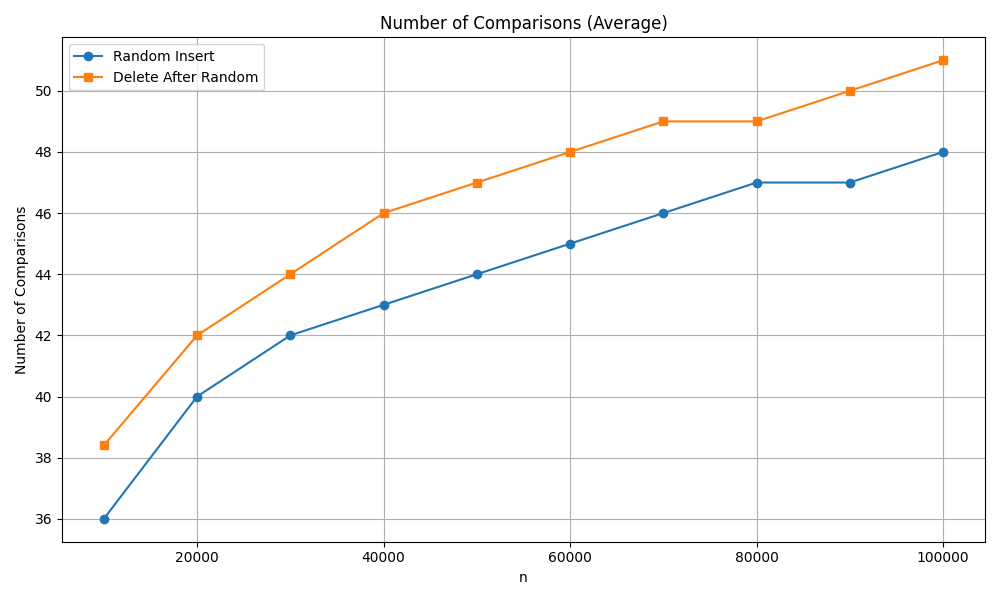 Number of Comparisons (Average)
Random Insert
Delete After Random
Number of Comparisons
50
48
46
44
42
40
38
36
20000
40000
60000
80000
100000
n